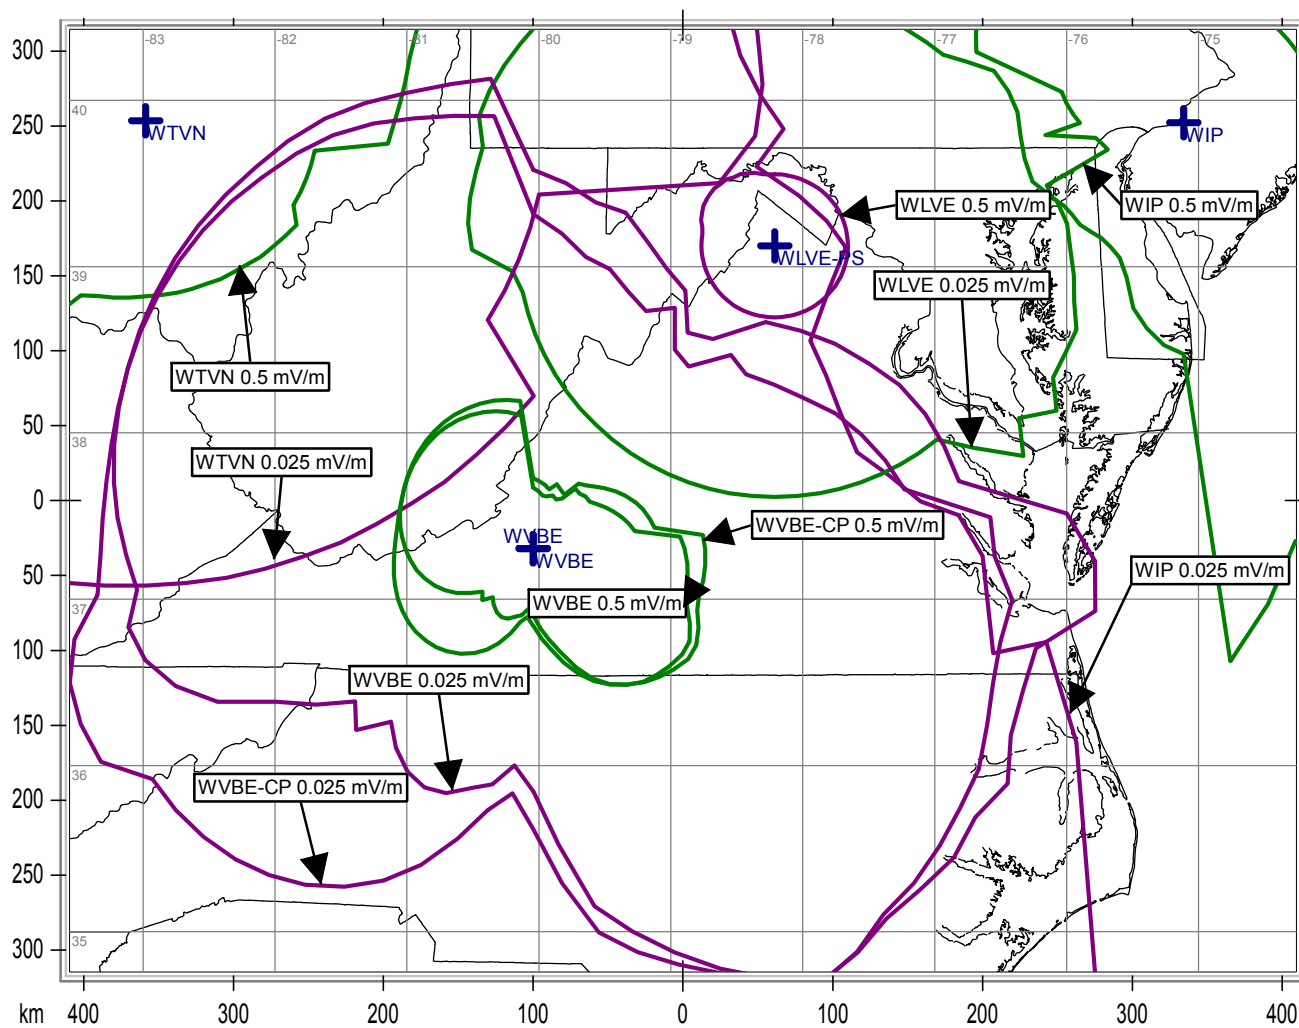 -83 -82 -81 -80 -79 -78 -77 -76 -75
300
40
250
WTVN
WIP
200
WLVE 0.5 mV/m
WIP 0.5 mV/m
39
WLVE-PS
150
WLVE 0.025 mV/m
100
WTVN 0.5 mV/m
50
38
WTVN 0.025 mV/m
0
WVBE-CP 0.5 mV/m
WVBE
WVBE
50
WIP 0.025 mV/m
WVBE 0.5 mV/m
37
100
WVBE 0.025 mV/m
150
36
WVBE-CP 0.025 mV/m
200
250
35
300
km 400 300 200 100 0 100 200 300 400